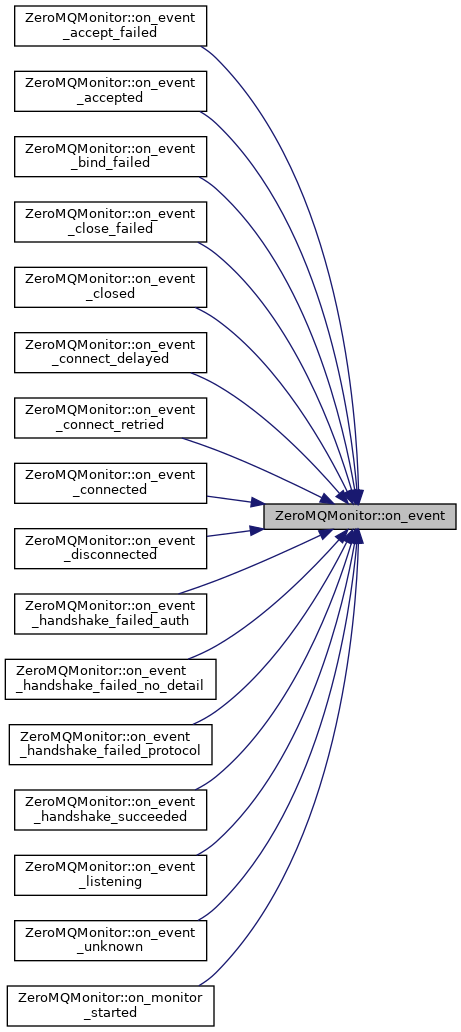 ZeroMQMonitor::on_event
_accept_failed
ZeroMQMonitor::on_event
_accepted
ZeroMQMonitor::on_event
_bind_failed
ZeroMQMonitor::on_event
_close_failed
ZeroMQMonitor::on_event
_closed
ZeroMQMonitor::on_event
_connect_delayed
ZeroMQMonitor::on_event
_connect_retried
ZeroMQMonitor::on_event
_connected
ZeroMQMonitor::on_event
ZeroMQMonitor::on_event
_disconnected
ZeroMQMonitor::on_event
_handshake_failed_auth
ZeroMQMonitor::on_event
_handshake_failed_no_detail
ZeroMQMonitor::on_event
_handshake_failed_protocol
ZeroMQMonitor::on_event
_handshake_succeeded
ZeroMQMonitor::on_event
_listening
ZeroMQMonitor::on_event
_unknown
ZeroMQMonitor::on_monitor
_started